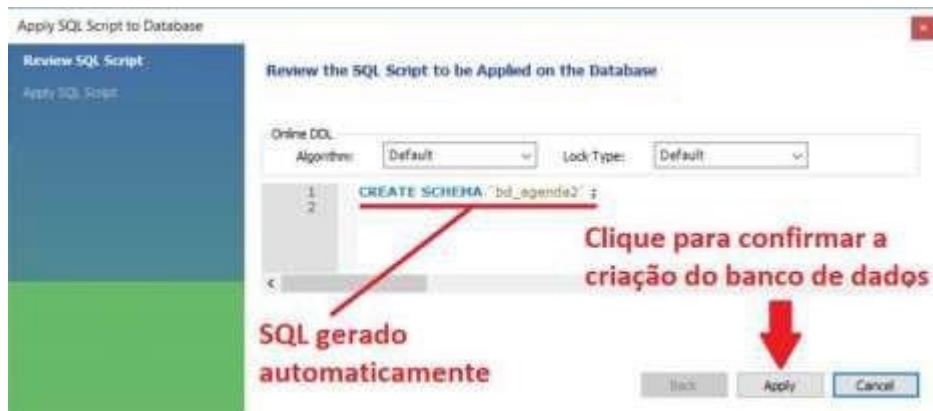 Apply SQL Script to Database
Review SQL Script
Apply SQL Script
Review the SQL Script to be Applied on the Database
Online DDL
Algorithm: Default Lock Type: Default
1 CREATE SCHEMA `bd_agenda2` ;
2
Clique para confirmar a
criação do banco de dados
SQL gerado
automaticamente
Back Apply Cancel